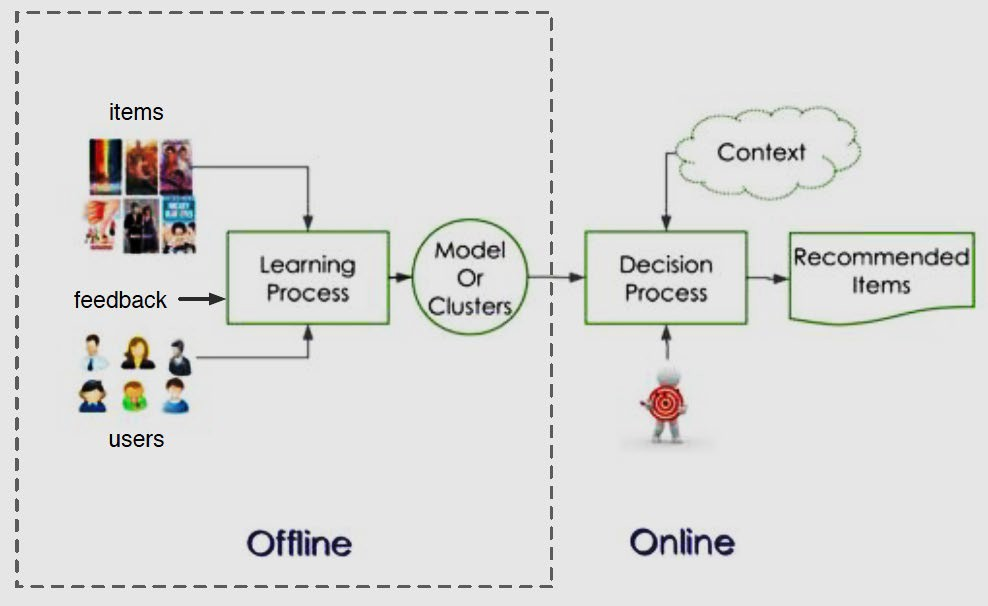 items
Learning
Process
feedback
users
Model
Or
Clusters
Offline
Context
Decision
Process
Recommended
Items
Online